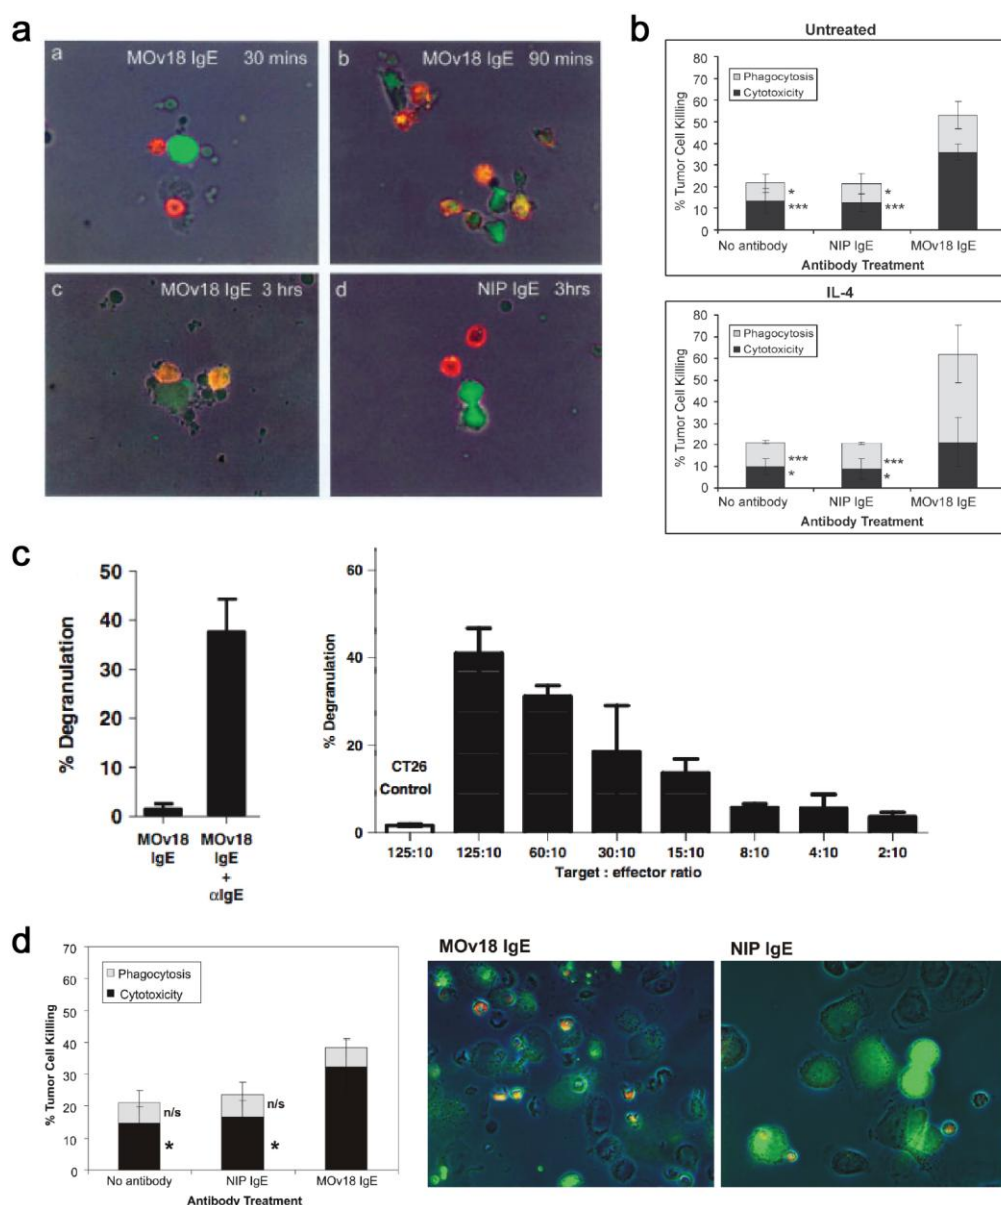 a
a MOv18 IgE 30 mins
b MOv18 IgE 90 mins
c MOv18 IgE 3 hrs
d NIP IgE 3hrs
b
Untreated
% Tumor Cell Killling
80
70
60
50
40
30
20
10
0
Phagocytosis
Cytotoxicity
*
***
*
***
No antibody NIP IgE MOv18 IgE
Antibody Treatment
IL-4
% Tumor Cell Killling
80
70
60
50
40
30
20
10
0
Phagocytosis
Cytotoxicity
***
*
***
*
No antibody NIP IgE MOv18 IgE
Antibody Treatment
c
% Degranulation
50
40
30
20
10
0
MOv18
IgE
MOv18
IgE
+
αIgE
% Degranulation
60
40
20
0
CT26
Control
125:10 125:10 60:10 30:10 15:10 8:10 4:10 2:10
Target : effector ratio
d
% Tumor Cell Killling
70
60
50
40
30
20
10
0
Phagocytosis
Cytotoxicity
n/s
*
n/s
*
No antibody NIP IgE MOv18 IgE
Antibody Treatment
MOv18 IgE
NIP IgE